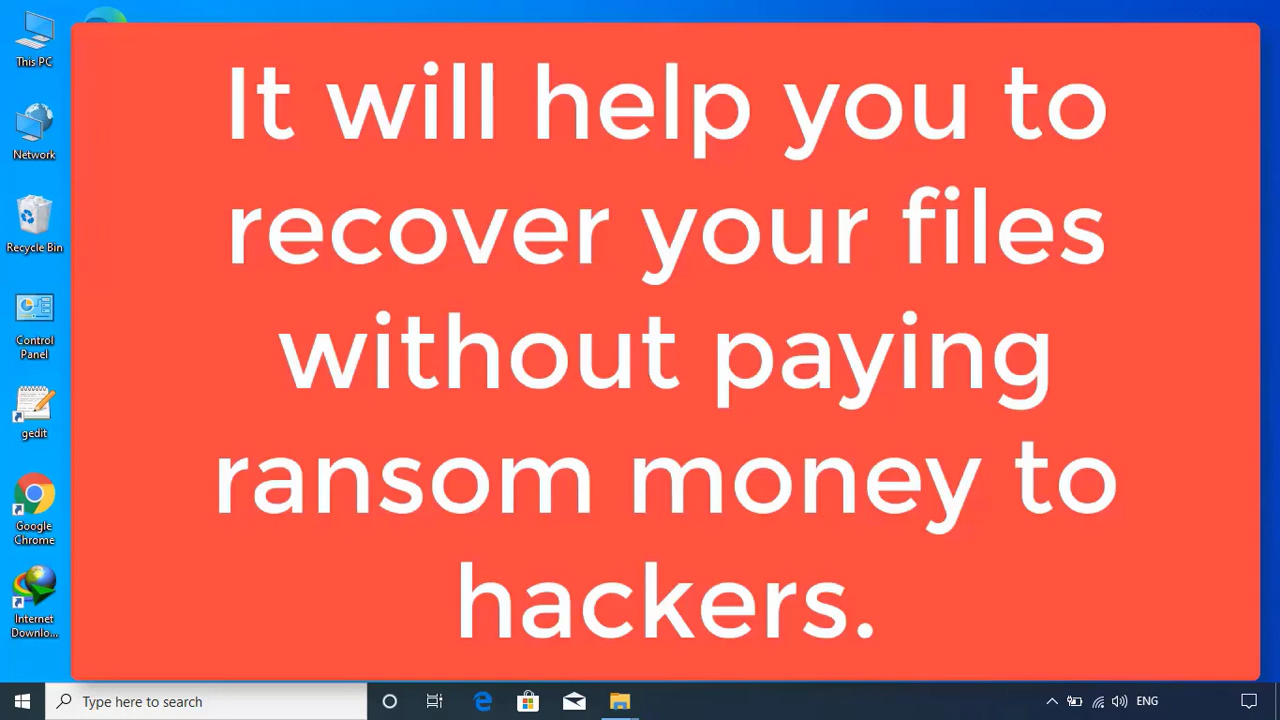 This PC
Network
Recycle Bin
Control
Panel
gedit
Google
Chrome
Internet
Downlo...
It will help you to
recover your files
without paying
ransom money to
hackers.
Type here to search
ENG